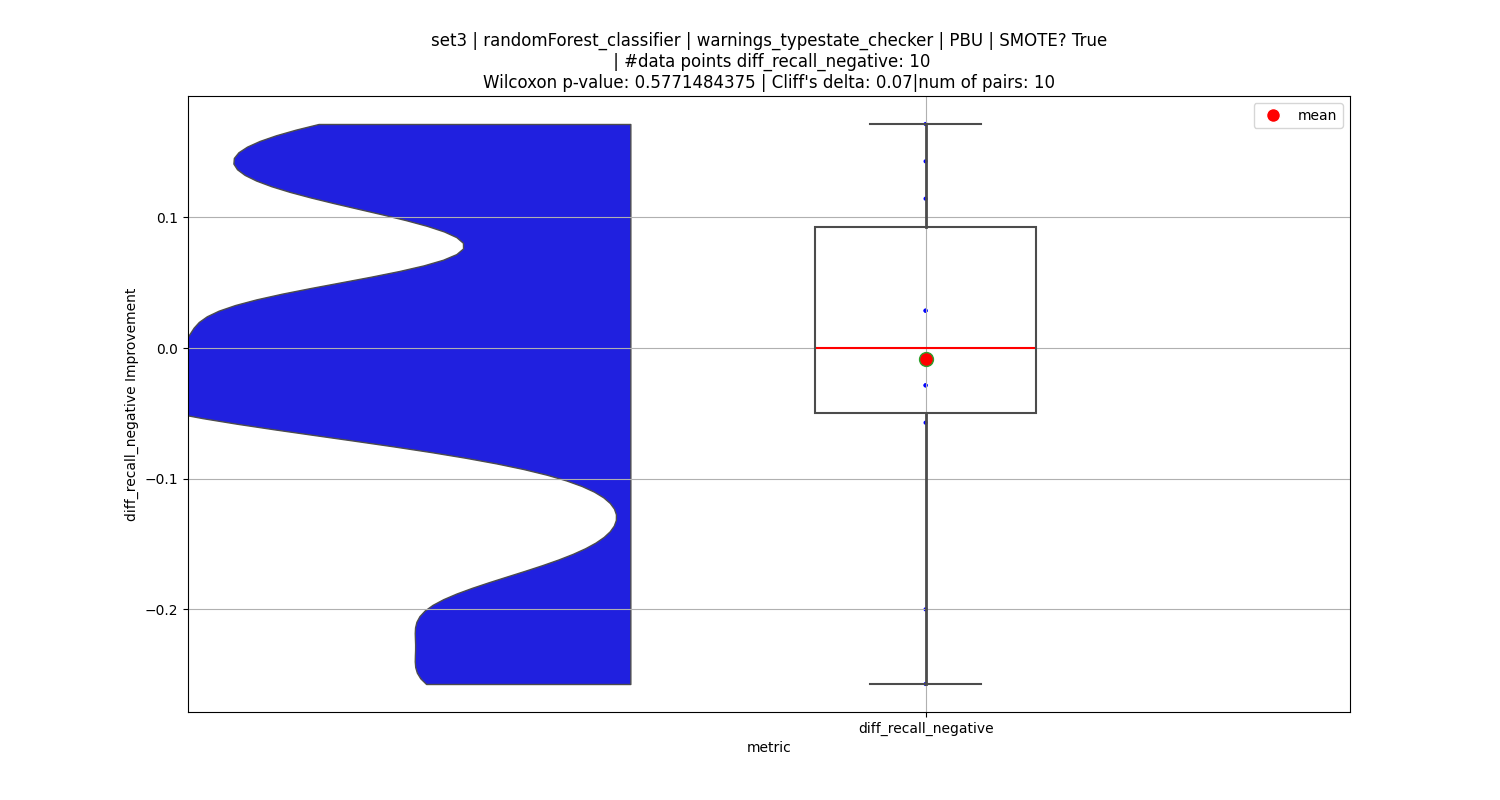 set3 | randomForest_classifier | warnings_typestate_checker | PBU | SMOTE? True
| #data points diff_recall_negative: 10
Wilcoxon p-value: 0.5771484375 | Cliff's delta: 0.07|num of pairs: 10
mean
0.1
0.0
−0.1
−0.2
diff_recall_negative Improvement
diff_recall_negative
metric